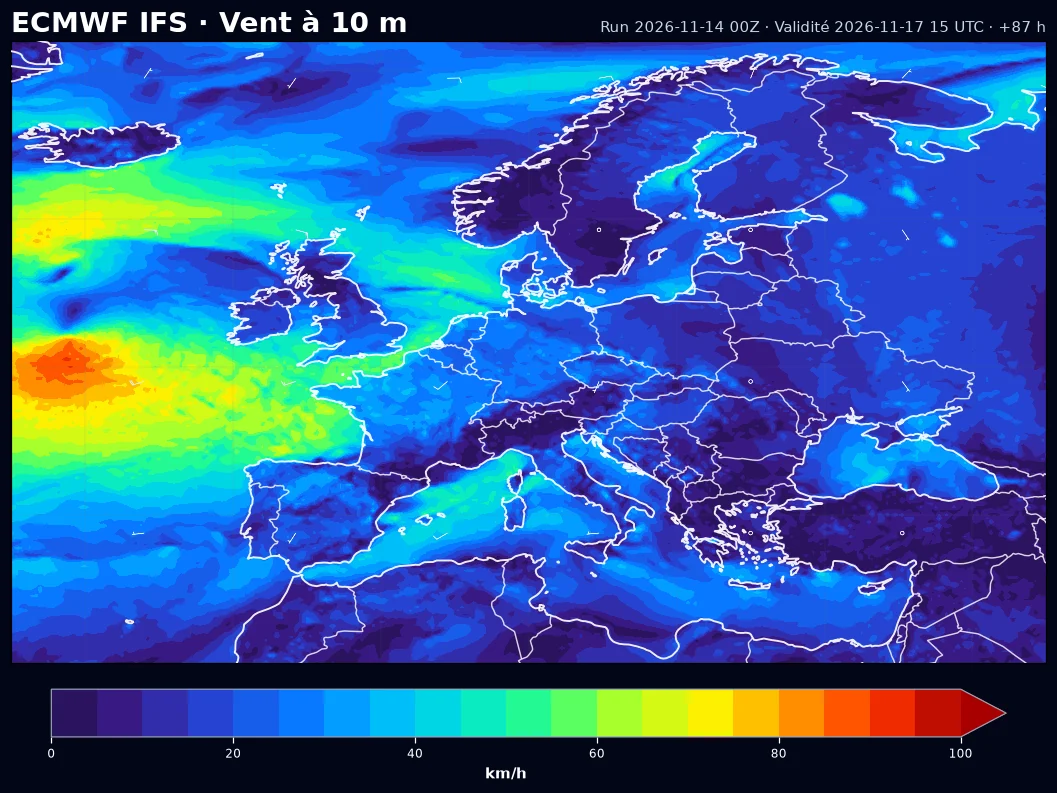 ECMWF IFS · Vent à 10 m
Run 2026-11-14 00Z · Validité 2026-11-17 15 UTC · +87 h
0 20 40 60 80 100
km/h